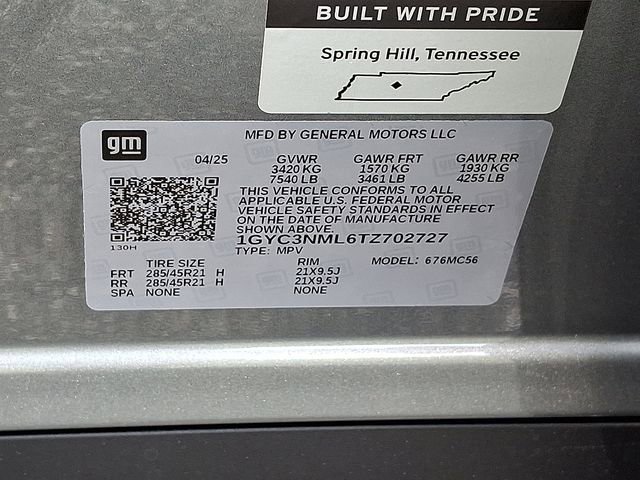 BUILT WITH PRIDE
Spring Hill, Tennessee
gm
MFD BY GENERAL MOTORS LLC
04/25 GVWR GAWR FRT GAWR RR
3420 KG 1570 KG 1930 KG
7540 LB 3461 LB 4255 LB
THIS VEHICLE CONFORMS TO ALL
APPLICABLE U.S. FEDERAL MOTOR
VEHICLE SAFETY STANDARDS IN EFFECT
ON THE DATE OF MANUFACTURE
SHOWN ABOVE.
1GYC3NML6TZ702727
130H
TYPE: MPV MODEL: 676MC56
TIRE SIZE RIM
FRT 285/45R21 H 21X9.5J
RR 285/45R21 H 21X9.5J
SPA NONE NONE